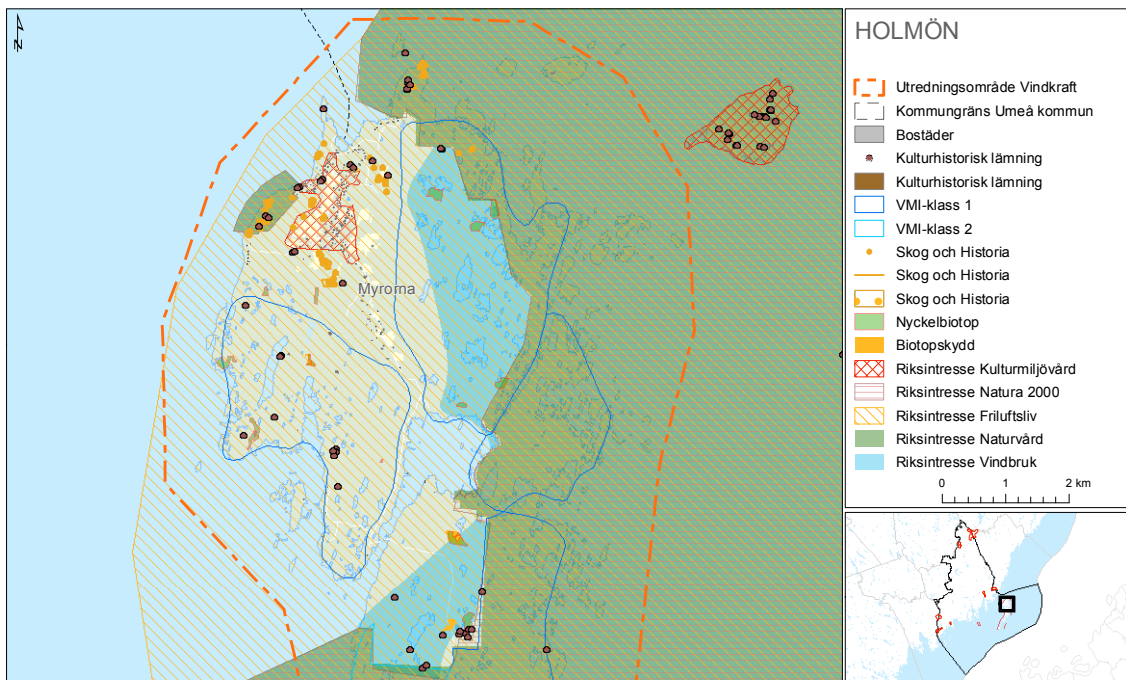 N
Myrorna
HOLMÖN
Utredningsområde Vindkraft
Kommungräns Umeå kommun
Bostäder
Kulturhistorisk lämning
Kulturhistorisk lämning
VMI-klass 1
VMI-klass 2
Skog och Historia
Skog och Historia
Skog och Historia
Nyckelbiotop
Biotopskydd
Riksintresse Kulturmiljövård
Riksintresse Natura 2000
Riksintresse Friluftsliv
Riksintresse Naturvård
Riksintresse Vindbruk
0 1 2 km